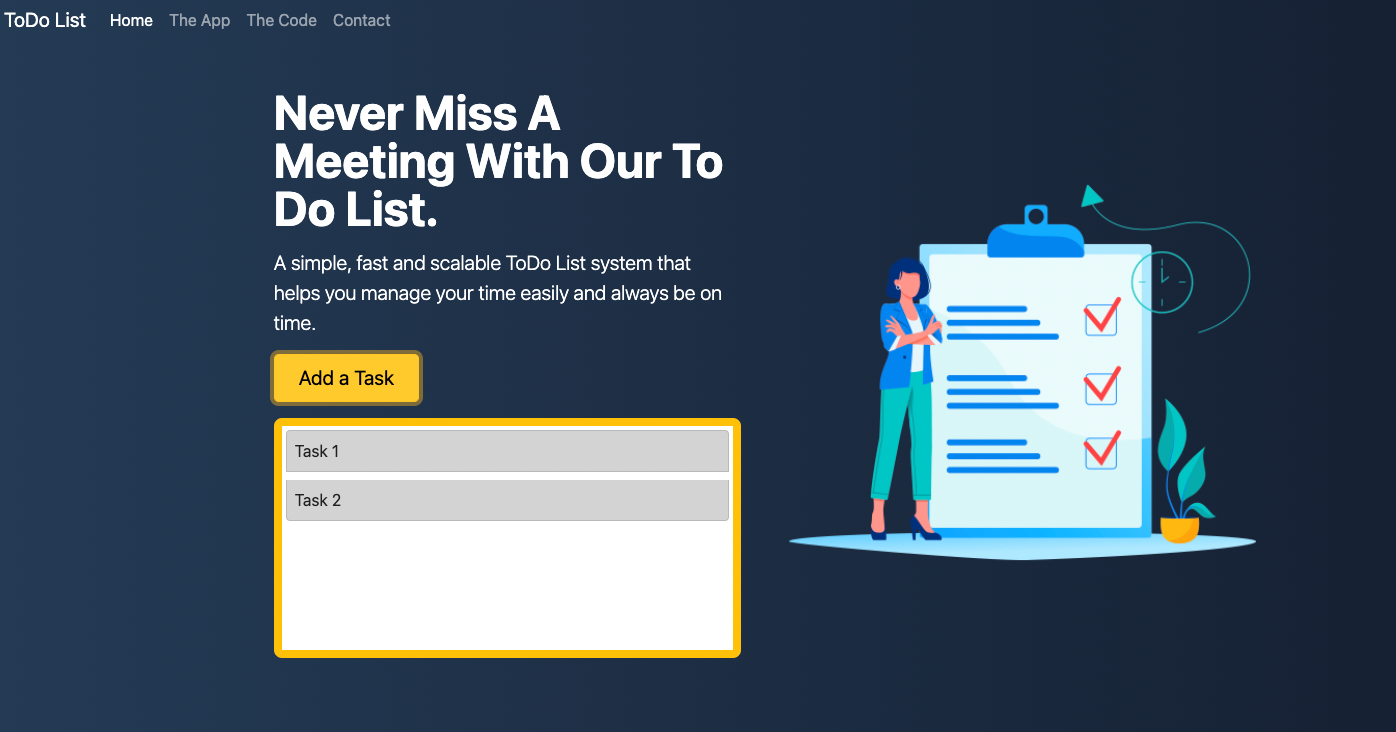 ToDo List Home The App The Code Contact
Never Miss A
Meeting With Our To
Do List.
A simple, fast and scalable ToDo List system that
helps you manage your time easily and always be on
time.
Add a Task
Task 1
Task 2